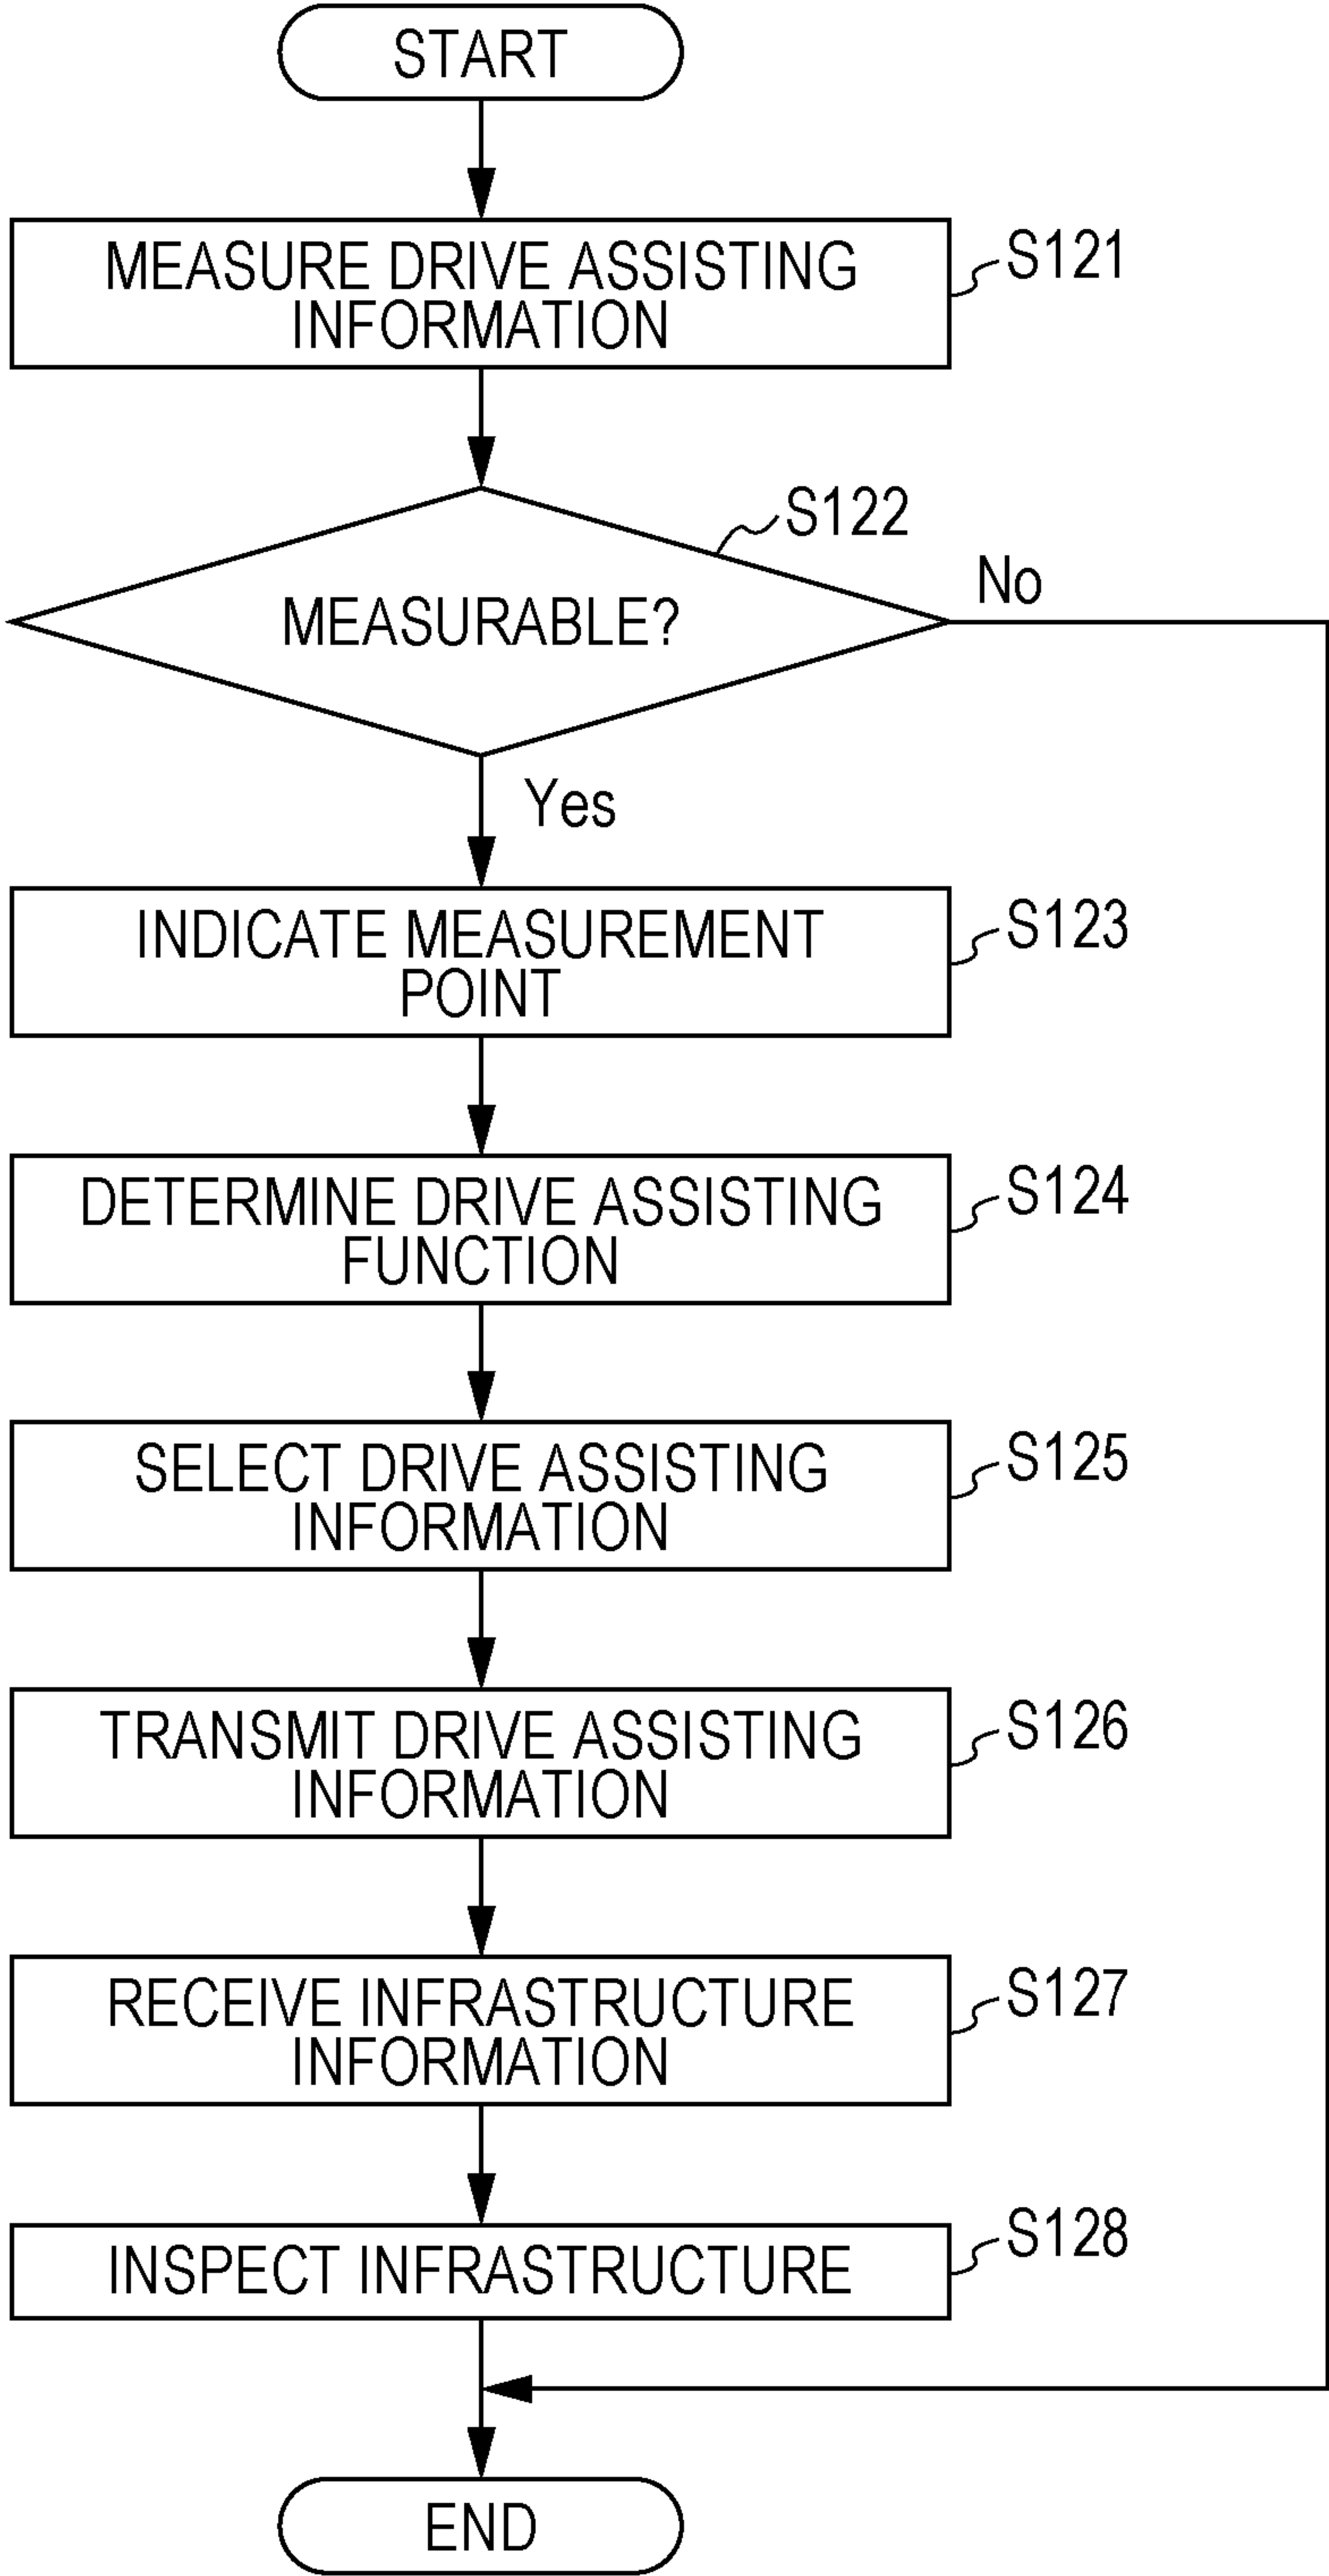 START
MEASURE DRIVE ASSISTING
INFORMATION
S121
S122
MEASURABLE?
No
Yes
INDICATE MEASUREMENT
POINT
S123
DETERMINE DRIVE ASSISTING
FUNCTION
S124
SELECT DRIVE ASSISTING
INFORMATION
S125
TRANSMIT DRIVE ASSISTING
INFORMATION
S126
RECEIVE INFRASTRUCTURE
INFORMATION
S127
INSPECT INFRASTRUCTURE
S128
END